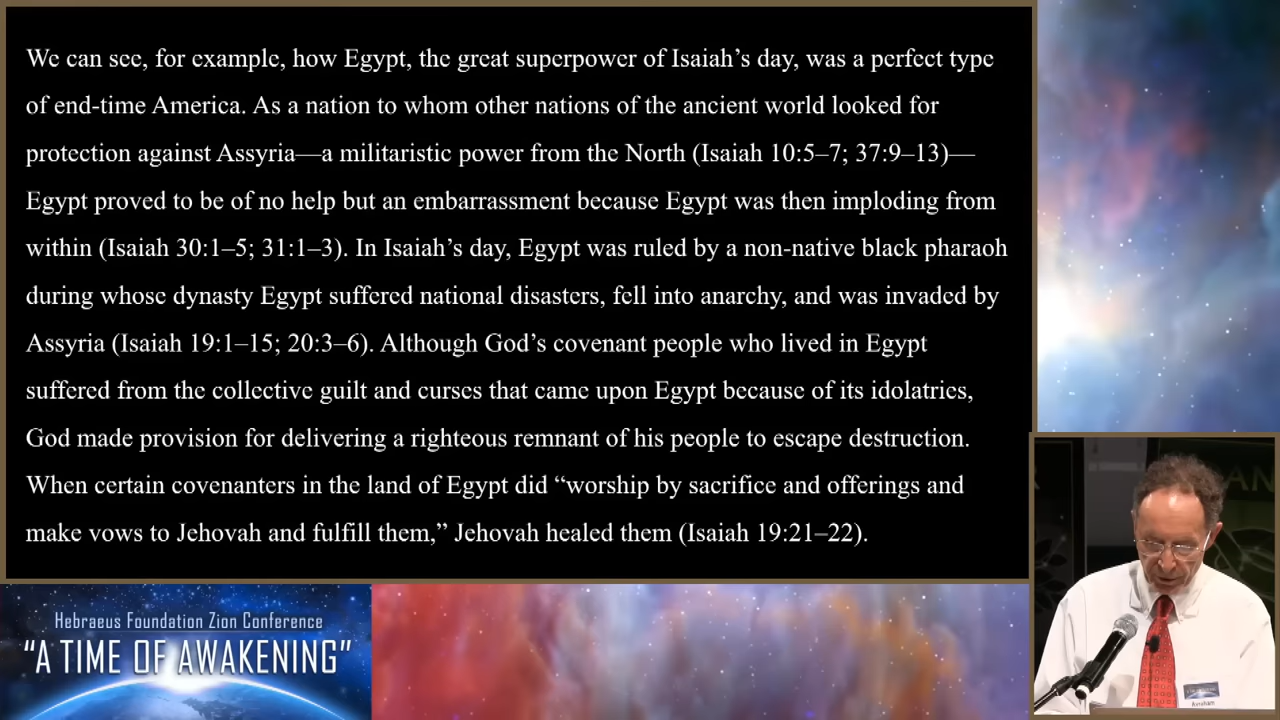 We can see, for example, how Egypt, the great superpower of Isaiah’s day, was a perfect type
of end-time America. As a nation to whom other nations of the ancient world looked for
protection against Assyria—a militaristic power from the North (Isaiah 10:5–7; 37:9–13)—
Egypt proved to be of no help but an embarrassment because Egypt was then imploding from
within (Isaiah 30:1–5; 31:1–3). In Isaiah’s day, Egypt was ruled by a non-native black pharaoh
during whose dynasty Egypt suffered national disasters, fell into anarchy, and was invaded by
Assyria (Isaiah 19:1–15; 20:3–6). Although God’s covenant people who lived in Egypt
suffered from the collective guilt and curses that came upon Egypt because of its idolatries,
God made provision for delivering a righteous remnant of his people to escape destruction.
When certain covenanters in the land of Egypt did “worship by sacrifice and offerings and
make vows to Jehovah and fulfill them,” Jehovah healed them (Isaiah 19:21–22).
Hebraeus Foundation Zion Conference
“A TIME OF AWAKENING”
AN
Avraham